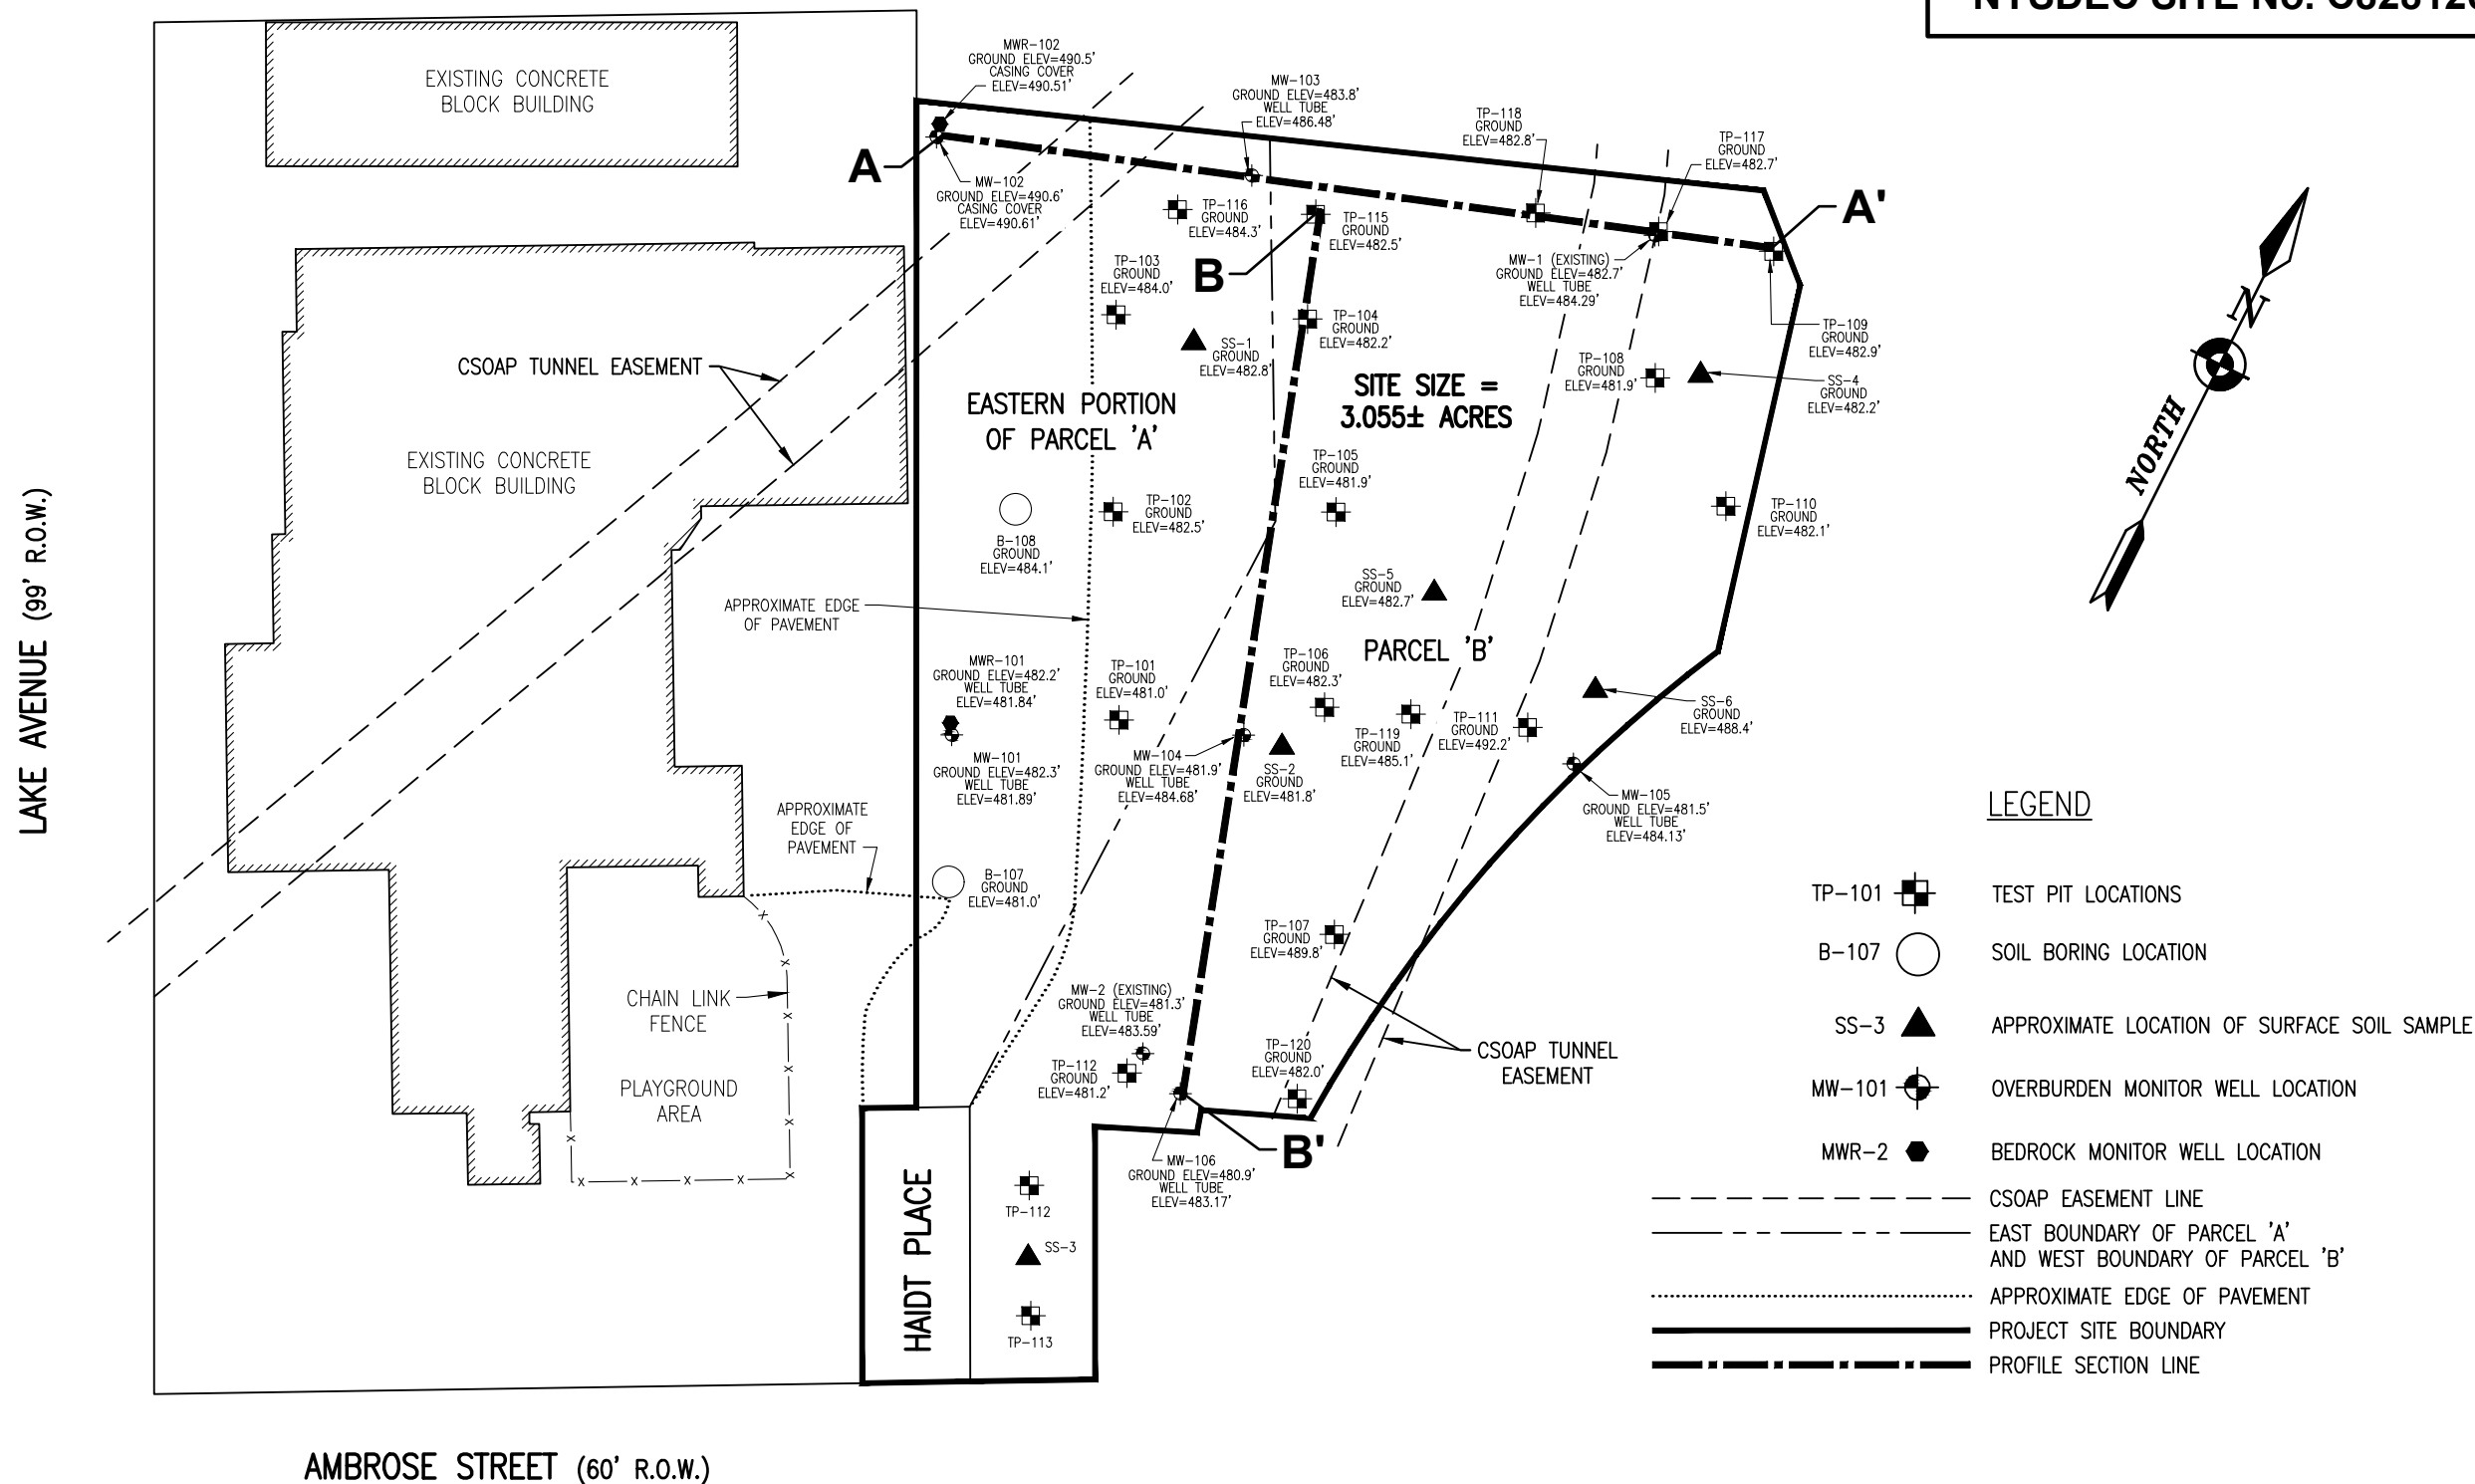 EXISTING CONCRETE
BLOCK BUILDING
MWR-102
GROUND ELEV=490.5'
CASING COVER
ELEV=490.51'
MW-103
GROUND ELEV=483.8'
WELL TUBE
ELEV=486.48'
TP-118
GROUND
ELEV=482.8'
TP-117
GROUND
ELEV=482.7'
A
A'
MW-102
GROUND ELEV=490.6'
CASING COVER
ELEV=490.61'
TP-116
GROUND
ELEV=484.3'
TP-115
GROUND
ELEV=482.5'
B
TP-103
GROUND
ELEV=484.0'
MW-1 (EXISTING)
GROUND ELEV=482.7'
WELL TUBE
ELEV=484.29'
TP-109
GROUND
ELEV=482.9'
TP-104
GROUND
ELEV=482.2'
SS-1
GROUND
ELEV=482.8'
TP-108
GROUND
ELEV=481.9'
SS-4
GROUND
ELEV=482.2'
N
NORTH
CSOAP TUNNEL EASEMENT
EASTERN PORTION
OF PARCEL 'A'
SITE SIZE =
3.055± ACRES
EXISTING CONCRETE
BLOCK BUILDING
TP-105
GROUND
ELEV=481.9'
TP-102
GROUND
ELEV=482.5'
TP-110
GROUND
ELEV=482.1'
B-108
GROUND
ELEV=484.1'
LAKE AVENUE (99' R.O.W.)
APPROXIMATE EDGE
OF PAVEMENT
SS-5
GROUND
ELEV=482.7'
PARCEL 'B'
MWR-101
GROUND ELEV=482.2'
WELL TUBE
ELEV=481.84'
TP-101
GROUND
ELEV=481.0'
TP-106
GROUND
ELEV=482.3'
SS-6
GROUND
ELEV=488.4'
TP-119
GROUND
ELEV=485.1'
TP-111
GROUND
ELEV=492.2'
MW-101
GROUND ELEV=482.3'
WELL TUBE
ELEV=481.89'
MW-104
GROUND ELEV=481.9'
WELL TUBE
ELEV=484.68'
SS-2
GROUND
ELEV=481.8'
MW-105
GROUND ELEV=481.5'
WELL TUBE
ELEV=484.13'
APPROXIMATE
EDGE OF
PAVEMENT
B-107
GROUND
ELEV=481.0'
TP-107
GROUND
ELEV=489.8'
CHAIN LINK
FENCE
MW-2 (EXISTING)
GROUND ELEV=481.3'
WELL TUBE
ELEV=483.59'
TP-112
GROUND
ELEV=481.2'
TP-120
GROUND
ELEV=482.0'
CSOAP TUNNEL
EASEMENT
PLAYGROUND
AREA
B'
MW-106
GROUND ELEV=480.9'
WELL TUBE
ELEV=483.17'
HAIDT PLACE
TP-112
SS-3
TP-113
AMBROSE STREET (60' R.O.W.)
LEGEND
TP-101 TEST PIT LOCATIONS
B-107 SOIL BORING LOCATION
SS-3 APPROXIMATE LOCATION OF SURFACE SOIL SAMPLE
MW-101 OVERBURDEN MONITOR WELL LOCATION
MWR-2 BEDROCK MONITOR WELL LOCATION
CSOAP EASEMENT LINE
EAST BOUNDARY OF PARCEL 'A'
AND WEST BOUNDARY OF PARCEL 'B'
APPROXIMATE EDGE OF PAVEMENT
PROJECT SITE BOUNDARY
PROFILE SECTION LINE